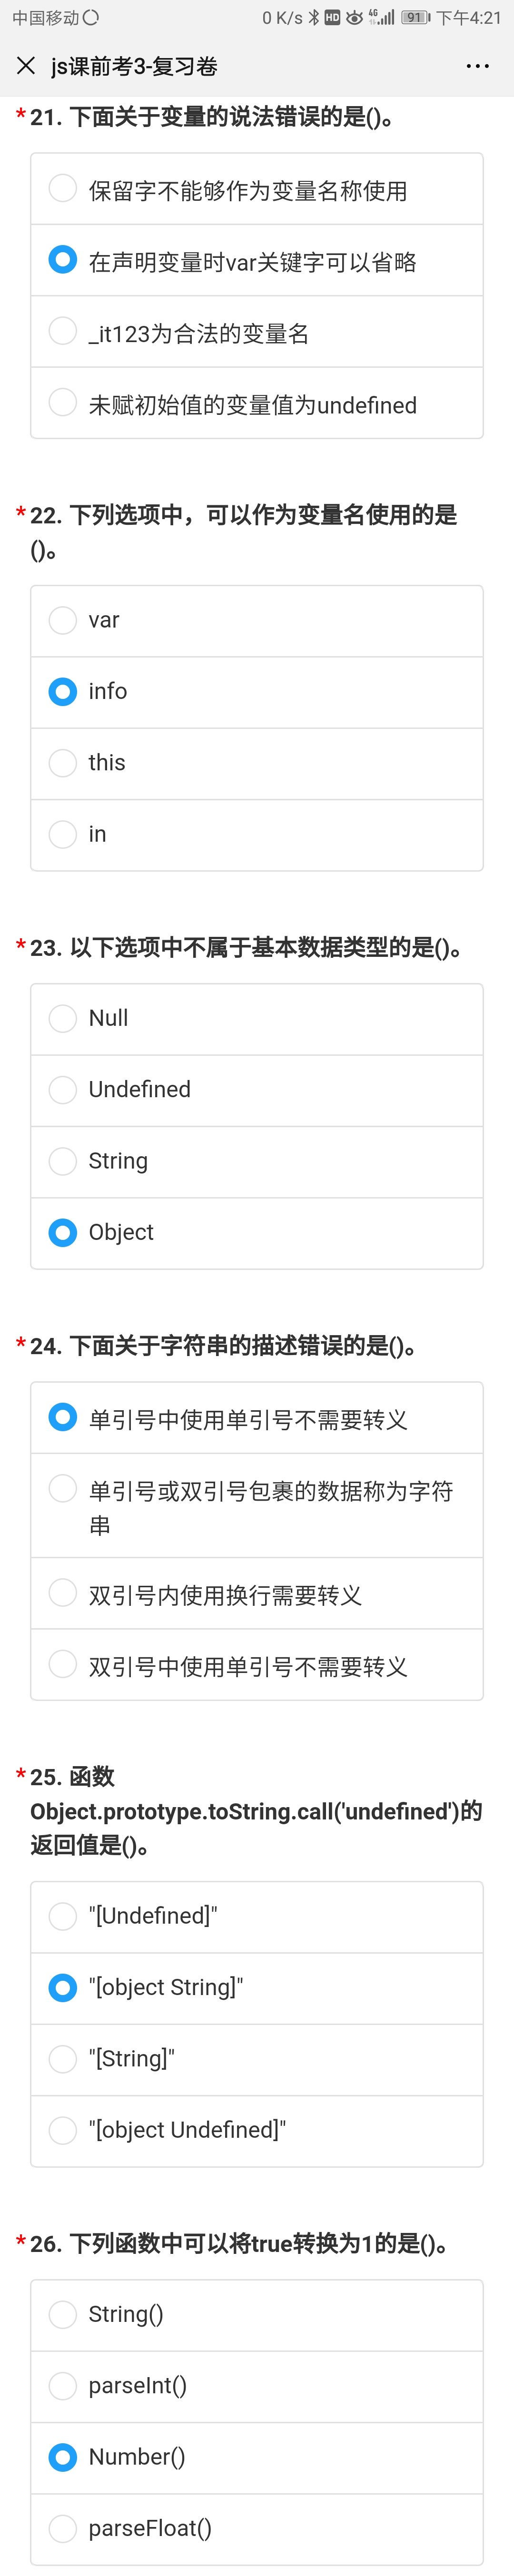 中国移动 0 K/s HD 4G 91 下午4:21
js课前考3-复习卷
*21. 下面关于变量的说法错误的是()。
保留字不能够作为变量名称使用
在声明变量时var关键字可以省略
_it123为合法的变量名
未赋初始值的变量值为undefined
*22. 下列选项中，可以作为变量名使用的是
()。
var
info
this
in
*23. 以下选项中不属于基本数据类型的是()。
Null
Undefined
String
Object
*24. 下面关于字符串的描述错误的是()。
单引号中使用单引号不需要转义
单引号或双引号包裹的数据称为字符
串
双引号内使用换行需要转义
双引号中使用单引号不需要转义
*25. 函数
Object.prototype.toString.call('undefined')的
返回值是()。
"[Undefined]"
"[object String]"
"[String]"
"[object Undefined]"
*26. 下列函数中可以将true转换为1的是()。
String()
parseInt()
Number()
parseFloat()